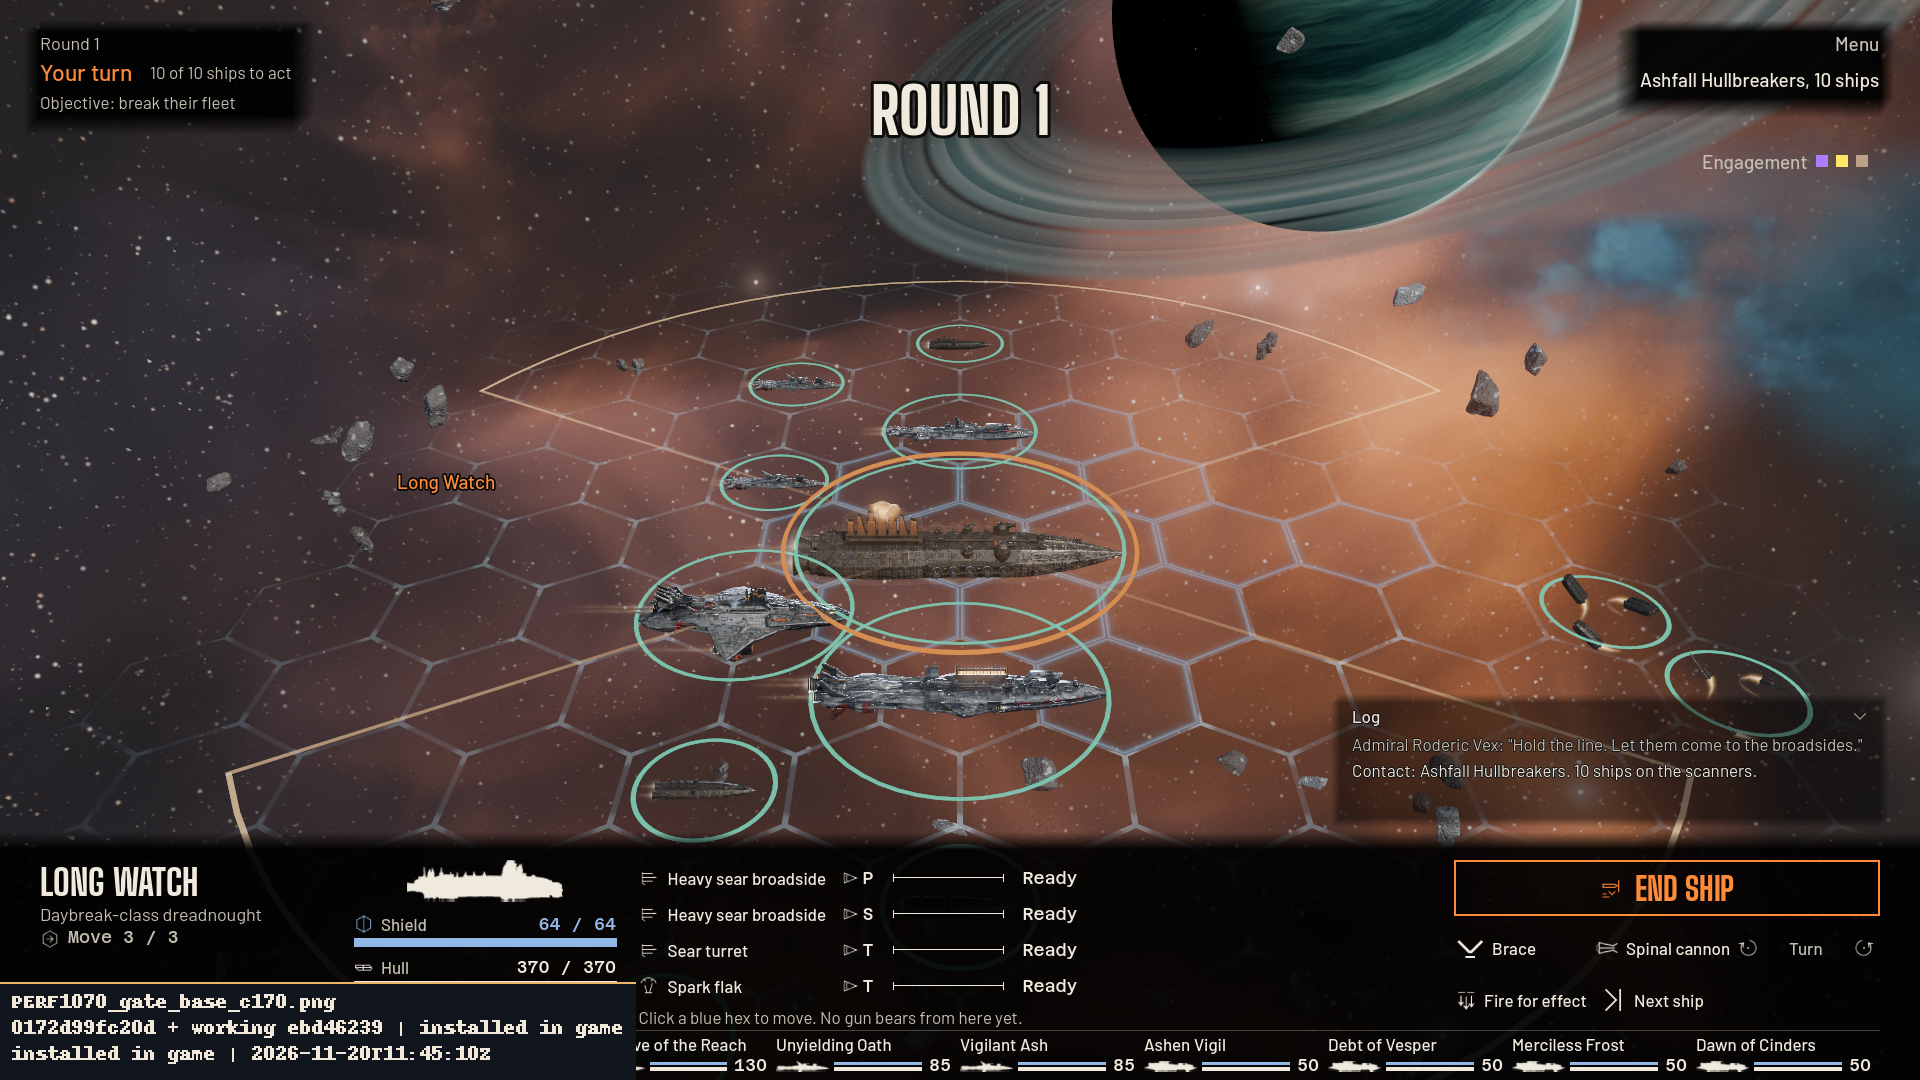 Round 1
Your turn 10 of 10 ships to act
Objective: break their fleet
ROUND 1
Menu
Ashfall Hullbreakers, 10 ships
Engagement
Long Watch
Log
Admiral Roderic Vex: "Hold the line. Let them come to the broadsides."
Contact: Ashfall Hullbreakers. 10 ships on the scanners.
LONG WATCH
Daybreak-class dreadnought
Move 3 / 3
Shield 64 / 64
Hull 370 / 370
Heavy sear broadside P Ready
Heavy sear broadside S Ready
Sear turret T Ready
Spark flak T Ready
Click a blue hex to move. No gun bears from here yet.
END SHIP
Brace Spinal cannon Turn
Fire for effect Next ship
PERF1070_gate_base_c170.png
0172d99fc20d + working ebd46239 | installed in game
installed in game | 2026-11-20T11:45:10Z
ve of the Reach Unyielding Oath Vigilant Ash Ashen Vigil Debt of Vesper Merciless Frost Dawn of Cinders
130 85 85 50 50 50 50